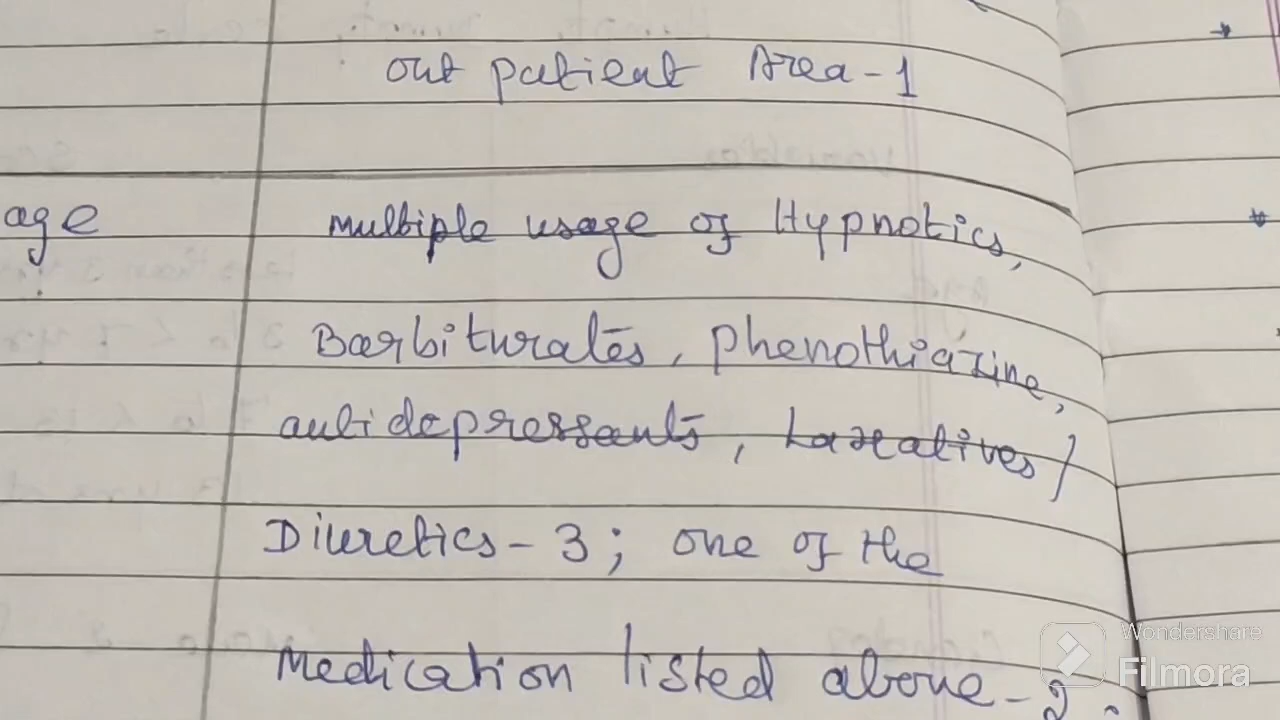 out patient Area - 1
age
multiple usage of Hypnotics,
Barbiturates, phenothiazine,
antidepressants, Laxatives /
Diuretics - 3 ; one of the
Medication listed above - 2 .
Wondershare
Filmora